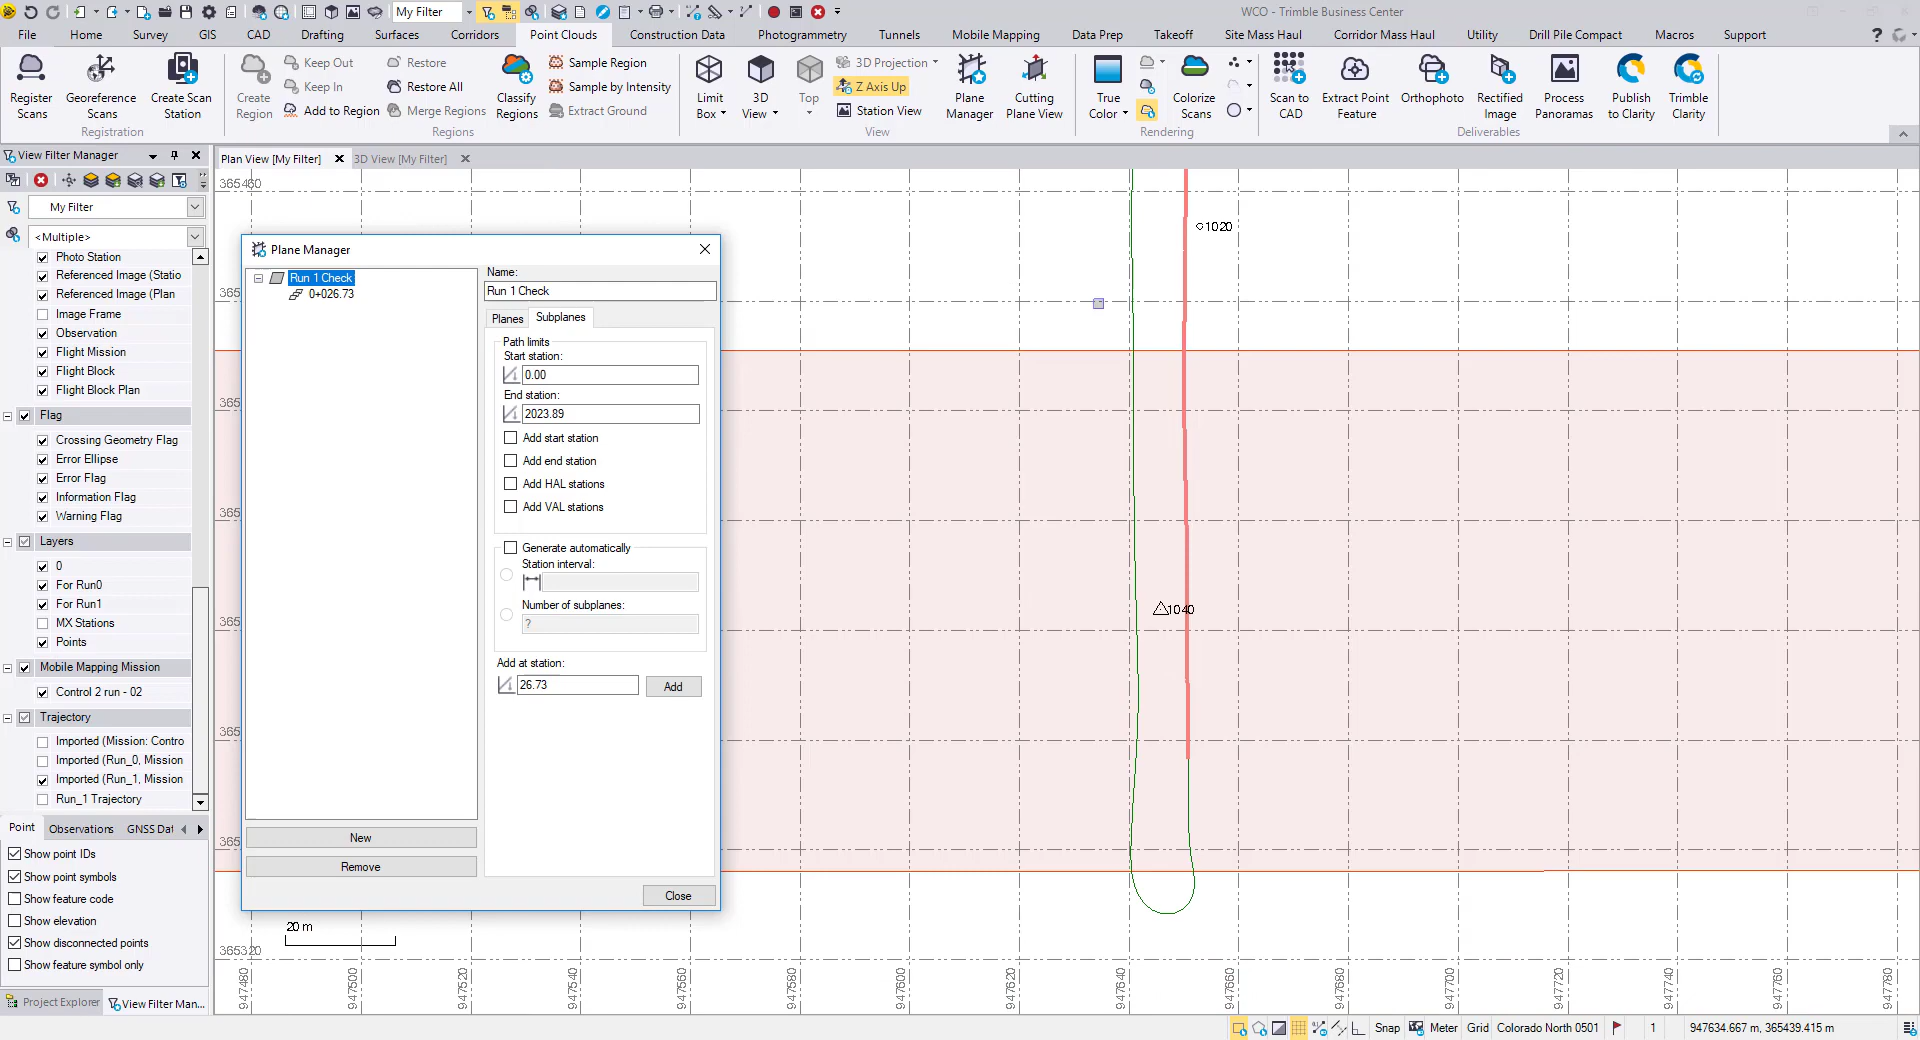 My Filter
WCO - Trimble Business Center
File
Home
Survey
GIS
CAD
Drafting
Surfaces
Corridors
Point Clouds
Construction Data
Photogrammetry
Tunnels
Mobile Mapping
Data Prep
Takeoff
Site Mass Haul
Corridor Mass Haul
Utility
Drill Pile Compact
Macros
Support
Register Scans
Georeference Scans
Create Scan Station
Registration
Create Region
Keep Out
Keep In
Add to Region
Restore
Restore All
Merge Regions
Classify Regions
Sample Region
Sample by Intensity
Extract Ground
Regions
Limit Box
3D View
Top
3D Projection
Z Axis Up
Station View
Plane Manager
Cutting Plane View
View
True Color
Colorize Scans
Rendering
Scan to CAD
Extract Point Feature
Orthophoto
Rectified Image
Process Panoramas
Publish to Clarity
Trimble Clarity
Deliverables
View Filter Manager
My Filter
<Multiple>
Photo Station
Referenced Image (Statio
Referenced Image (Plan
Image Frame
Observation
Flight Mission
Flight Block
Flight Block Plan
Flag
Crossing Geometry Flag
Error Ellipse
Error Flag
Information Flag
Warning Flag
Layers
0
For Run0
For Run1
MX Stations
Points
Mobile Mapping Mission
Control 2 run - 02
Trajectory
Imported (Mission: Contro
Imported (Run_0, Mission
Imported (Run_1, Mission
Run_1 Trajectory
Point
Observations
GNSS Dat
Show point IDs
Show point symbols
Show feature code
Show elevation
Show disconnected points
Show feature symbol only
Project Explorer
View Filter Man...
Plan View [My Filter]
3D View [My Filter]
365460
1020
1040
Plane Manager
Run 1 Check
0+026.73
New
Remove
Name:
Run 1 Check
Planes
Subplanes
Path limits
Start station:
0.00
End station:
2023.89
Add start station
Add end station
Add HAL stations
Add VAL stations
Generate automatically
Station interval:
Number of subplanes:
?
Add at station:
26.73
Add
Close
20 m
365320
947480
947500
947520
947540
947560
947580
947600
947620
947640
947660
947680
947700
947720
947740
947760
947780
Snap
Meter
Grid
Colorado North 0501
1
947634.667 m, 365439.415 m